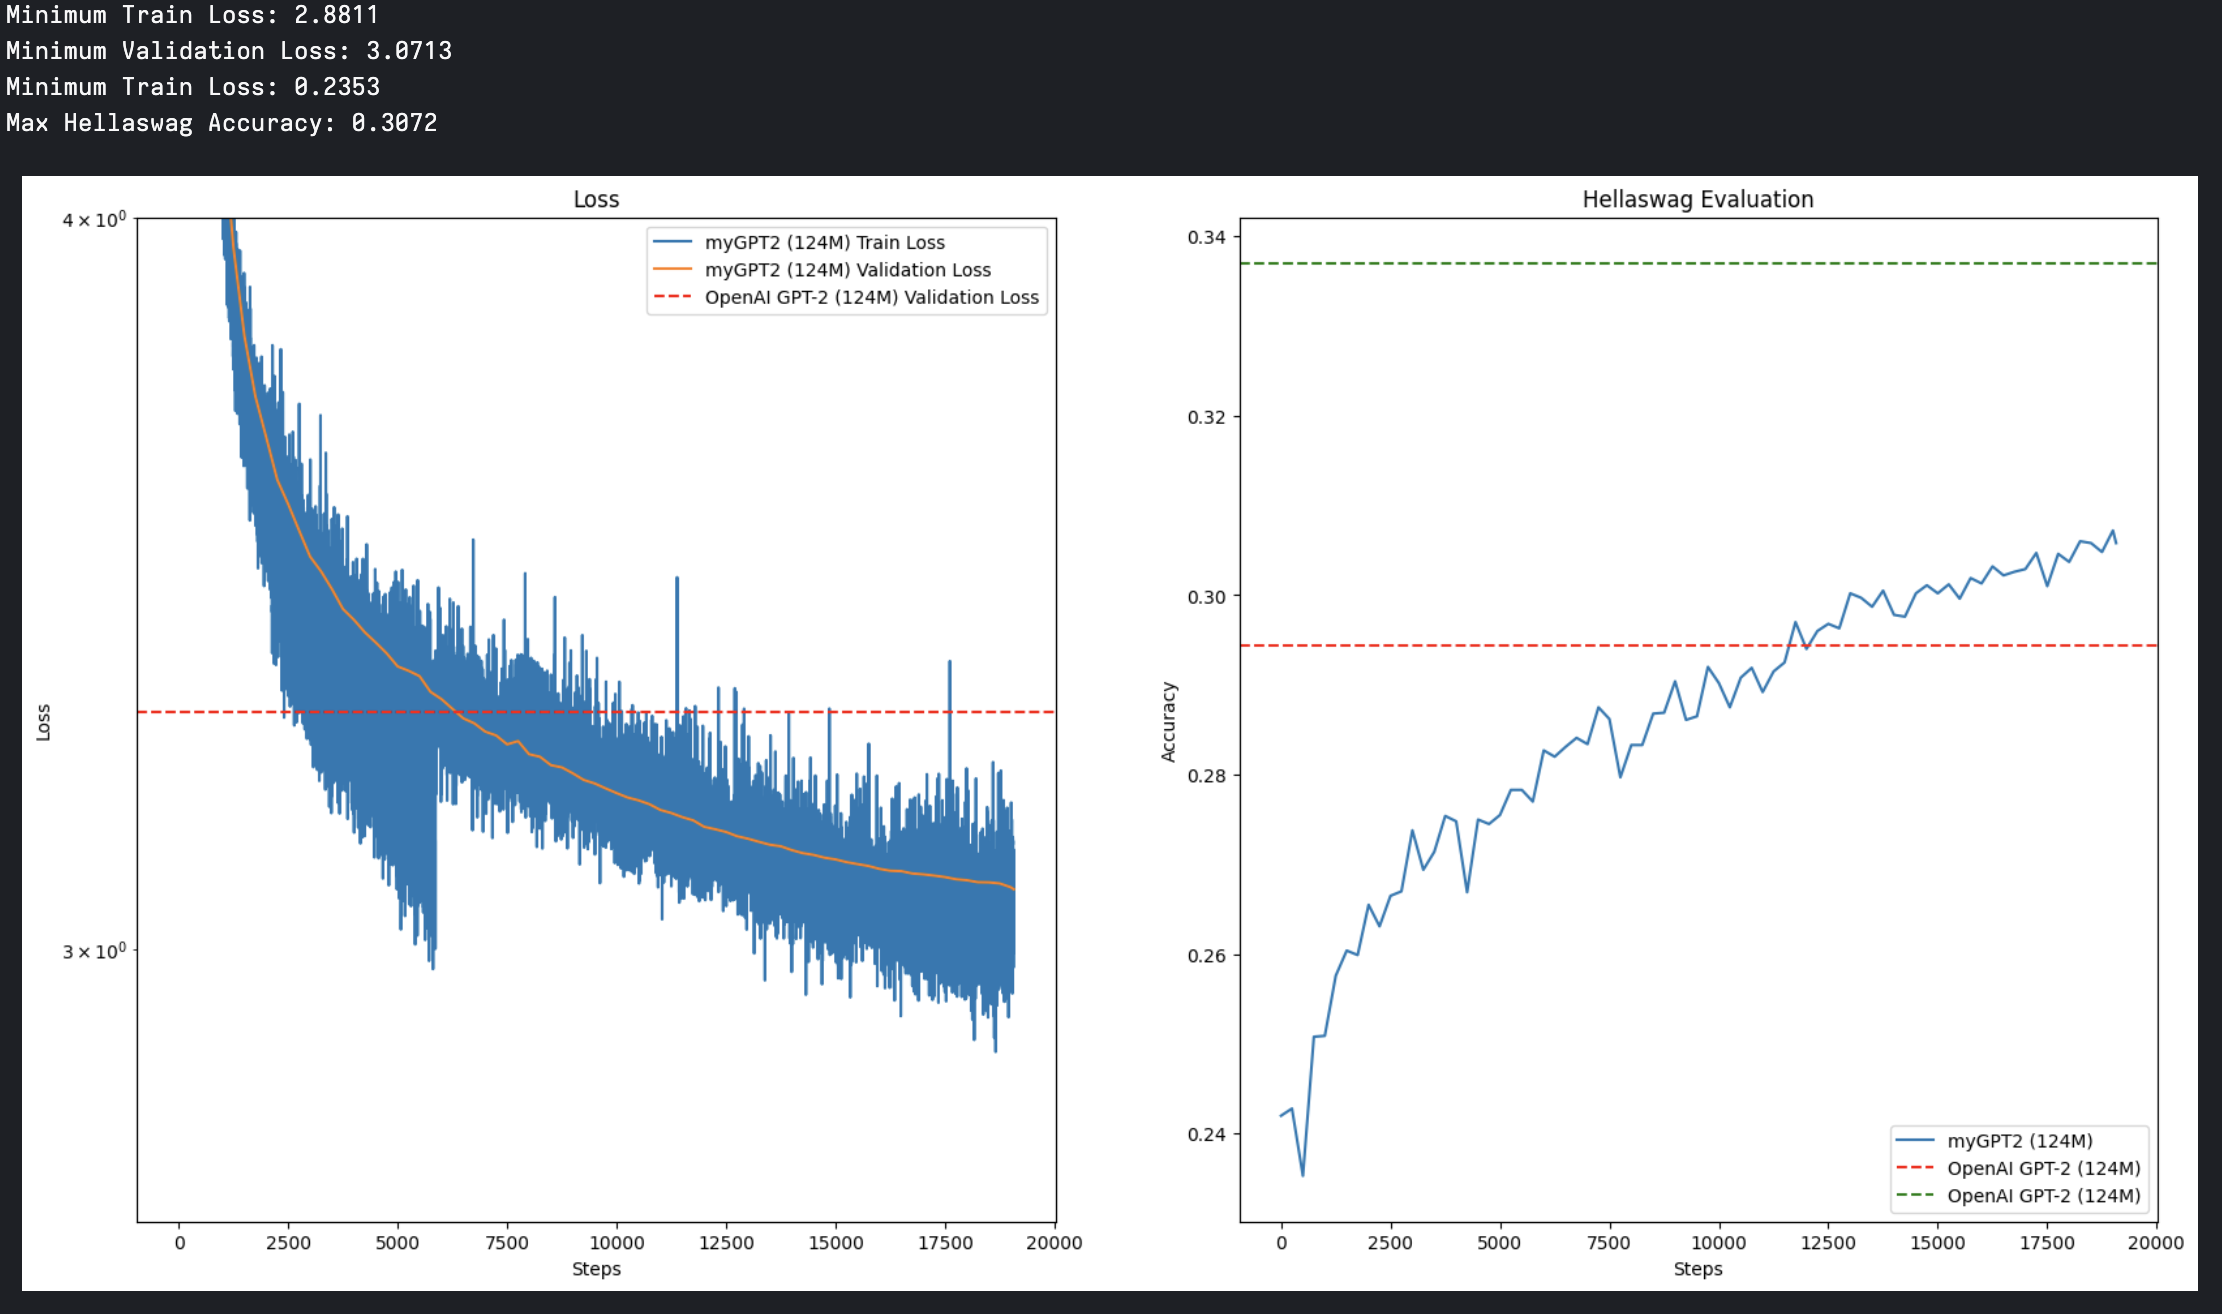 Minimum Train Loss: 2.8811
Minimum Validation Loss: 3.0713
Minimum Train Loss: 0.2353
Max Hellaswag Accuracy: 0.3072
Loss
4 × 10⁰
3 × 10⁰
Loss
myGPT2 (124M) Train Loss
myGPT2 (124M) Validation Loss
OpenAI GPT-2 (124M) Validation Loss
0 2500 5000 7500 10000 12500 15000 17500 20000
Steps
Hellaswag Evaluation
0.34
0.32
0.30
0.28
0.26
0.24
Accuracy
myGPT2 (124M)
OpenAI GPT-2 (124M)
OpenAI GPT-2 (124M)
0 2500 5000 7500 10000 12500 15000 17500 20000
Steps